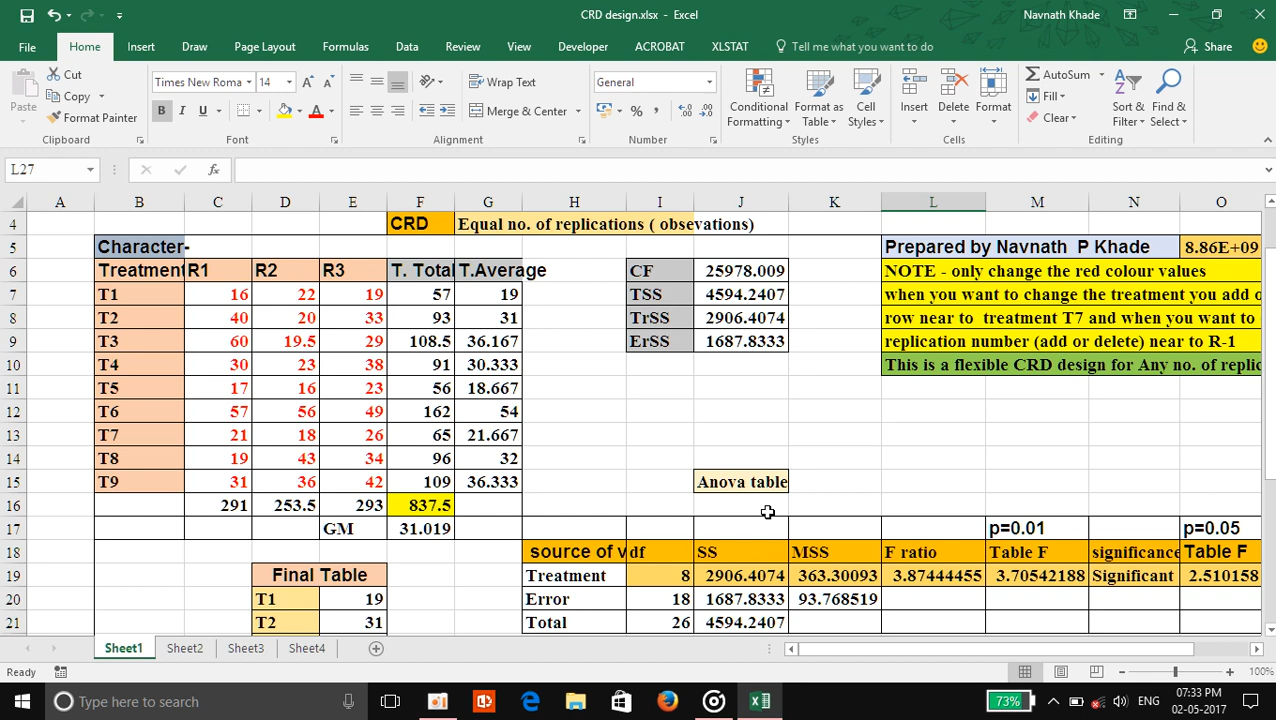 CRD design.xlsx - Excel
Navnath Khade
File Home Insert Draw Page Layout Formulas Data Review View Developer ACROBAT XLSTAT Tell me what you want to do Share
Paste
Cut
Copy
Format Painter
Clipboard
Times New Roma 14
B I U
Font
Wrap Text
Merge & Center
Alignment
General
Number
Conditional Formatting
Format as Table
Cell Styles
Styles
Insert
Delete
Format
Cells
AutoSum
Fill
Clear
Sort & Filter
Find & Select
Editing
L27 fx
A B C D E F G H I J K L M N O
4 CRD Equal no. of replications ( observations)
5 Character- Prepared by Navnath P Khade 8.86E+09
6 Treatment R1 R2 R3 T. Total T.Average CF 25978.009 NOTE - only change the red colour values
7 T1 16 22 19 57 19 TSS 4594.2407 when you want to change the treatment you add o
8 T2 40 20 33 93 31 TrSS 2906.4074 row near to treatment T7 and when you want to
9 T3 60 19.5 29 108.5 36.167 ErSS 1687.8333 replication number (add or delete) near to R-1
10 T4 30 23 38 91 30.333 This is a flexible CRD design for Any no. of replic
11 T5 17 16 23 56 18.667
12 T6 57 56 49 162 54
13 T7 21 18 26 65 21.667
14 T8 19 43 34 96 32
15 T9 31 36 42 109 36.333 Anova table
16 291 253.5 293 837.5
17 GM 31.019 p=0.01 p=0.05
18 source of v df SS MSS F ratio Table F significance Table F
19 Final Table Treatment 8 2906.4074 363.30093 3.87444455 3.70542188 Significant 2.510158
20 T1 19 Error 18 1687.8333 93.768519
21 T2 31 Total 26 4594.2407
Sheet1 Sheet2 Sheet3 Sheet4
Ready 100%
Type here to search
73%
ENG
07:33 PM
02-05-2017